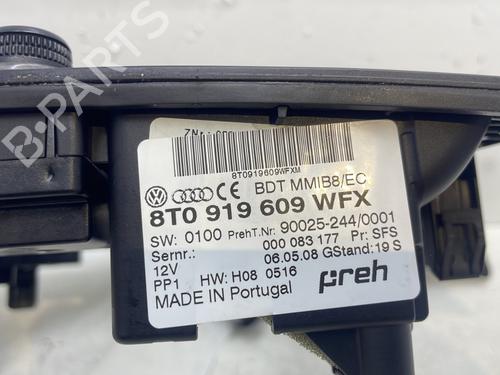 8T0919609WFXM
CE BDT MMIB8/EC
8T0 919 609 WFX
SW: 0100 PrehT.Nr: 90025-244/0001
Sernr.: 000 083 177 Pr: SFS
12V 06.05.08 GStand: 19 S
PP1 HW: H08 0516
MADE IN Portugal
preh
B-PARTS